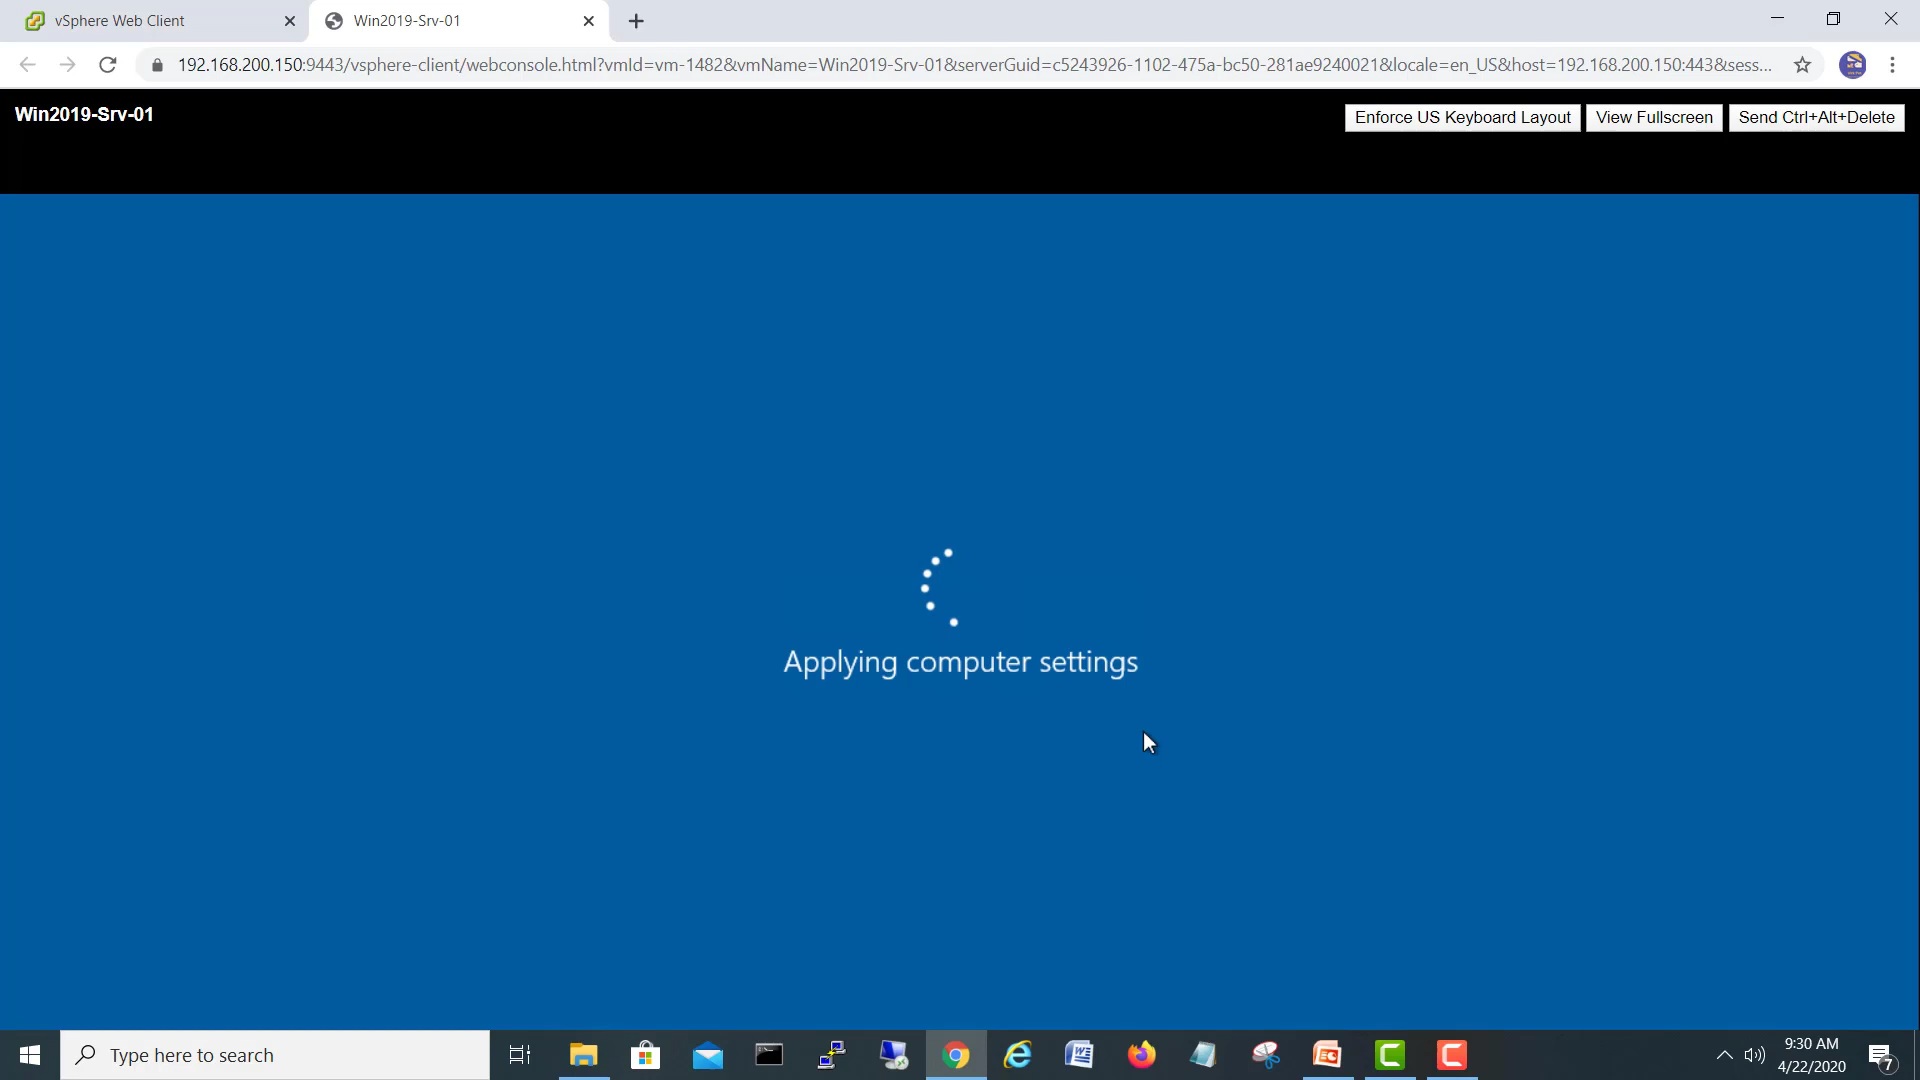 vSphere Web Client
Win2019-Srv-01
192.168.200.150:9443/vsphere-client/webconsole.html?vmId=vm-1482&vmName=Win2019-Srv-01&serverGuid=c5243926-1102-475a-bc50-281ae9240021&locale=en_US&host=192.168.200.150:443&sess...
Win2019-Srv-01
Enforce US Keyboard Layout
View Fullscreen
Send Ctrl+Alt+Delete
Applying computer settings
Type here to search
9:30 AM
4/22/2020
7